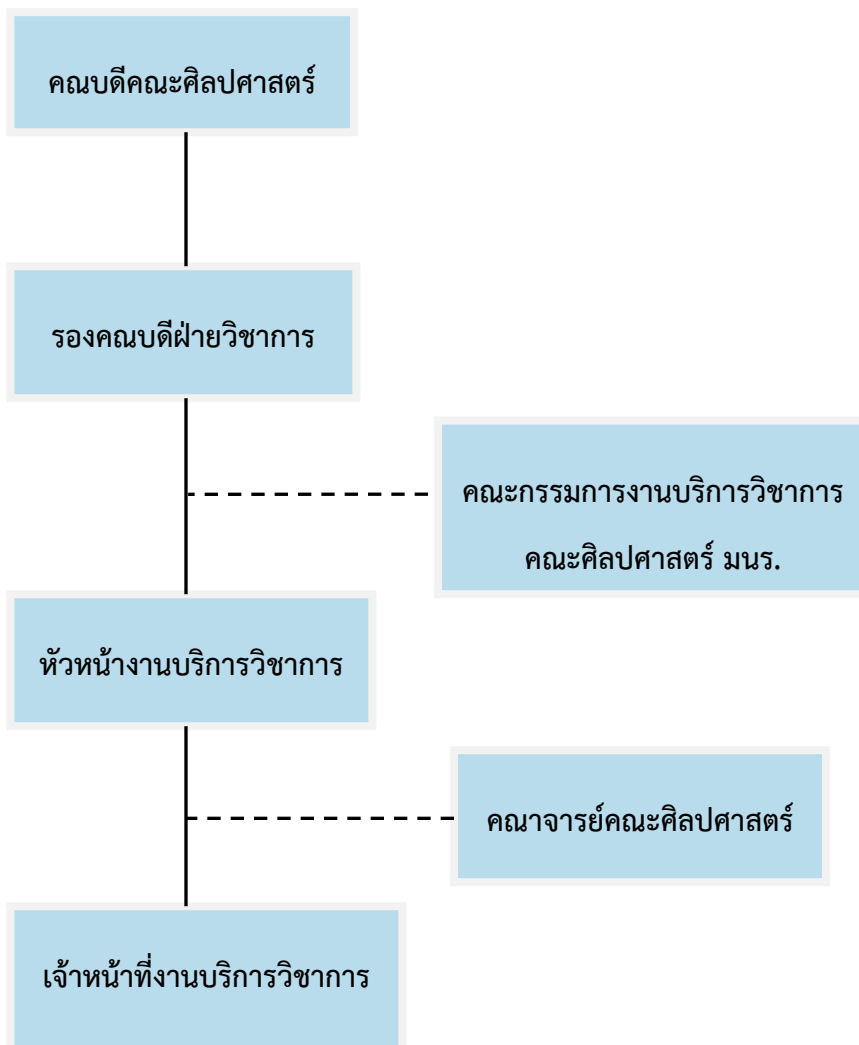 คณบดีคณะศิลปศาสตร์
รองคณบดีฝ่ายวิชาการ
คณะกรรมการงานบริการวิชาการ
คณะศิลปศาสตร์ มนร.
หัวหน้างานบริการวิชาการ
คณาจารย์คณะศิลปศาสตร์
เจ้าหน้าที่งานบริการวิชาการ